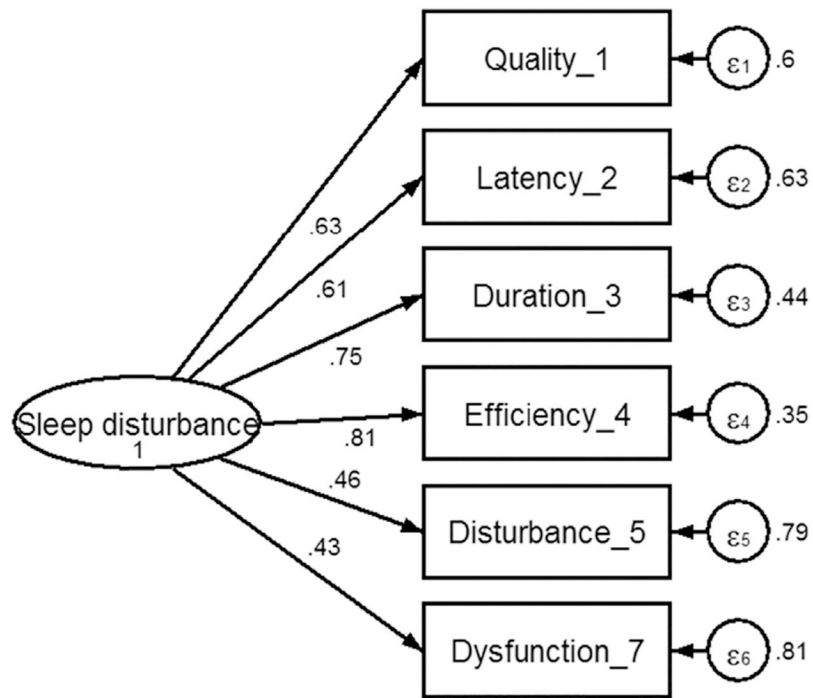 Quality_1
ε1 .6
Latency_2
ε2 .63
.63
.61
Duration_3
ε3 .44
.75
Sleep disturbance
1
Efficiency_4
ε4 .35
.81
.46
Disturbance_5
ε5 .79
.43
Dysfunction_7
ε6 .81